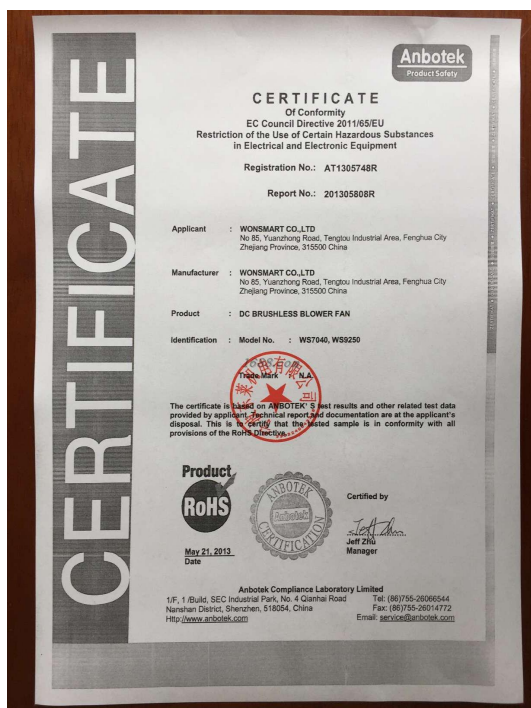 Anbotek
Product Safety
CERTIFICATE
CERTIFICATE
Of Conformity
EC Council Directive 2011/65/EU
Restriction of the Use of Certain Hazardous Substances
in Electrical and Electronic Equipment
Registration No.: AT1305748R
Report No.: 201305808R
Applicant : WONSMART CO.,LTD
No 85, Yuanzhong Road, Tengtou Industrial Area, Fenghua City
Zhejiang Province, 315500 China
Manufacturer : WONSMART CO.,LTD
No 85, Yuanzhong Road, Tengtou Industrial Area, Fenghua City
Zhejiang Province, 315500 China
Product : DC BRUSHLESS BLOWER FAN
Identification : Model No. : WS7040, WS9250
Trade Mark : N.A.
The certificate is based on ANBOTEK' S test results and other related test data
provided by applicant. Technical report and documentation are at the applicant's
disposal. This is to certify that the tested sample is in conformity with all
provisions of the RoHS Directive.
Product
RoHS
ANBOTEK
Anbotek
CERTIFICATION
Certified by
Jeff Zhu
Manager
May 21, 2013
Date
Anbotek Compliance Laboratory Limited
1/F, 1 /Build, SEC Industrial Park, No. 4 Qianhai Road Tel: (86)755-26066544
Nanshan District, Shenzhen, 518054, China Fax: (86)755-26014772
Http://www.anbotek.com Email: service@anbotek.com